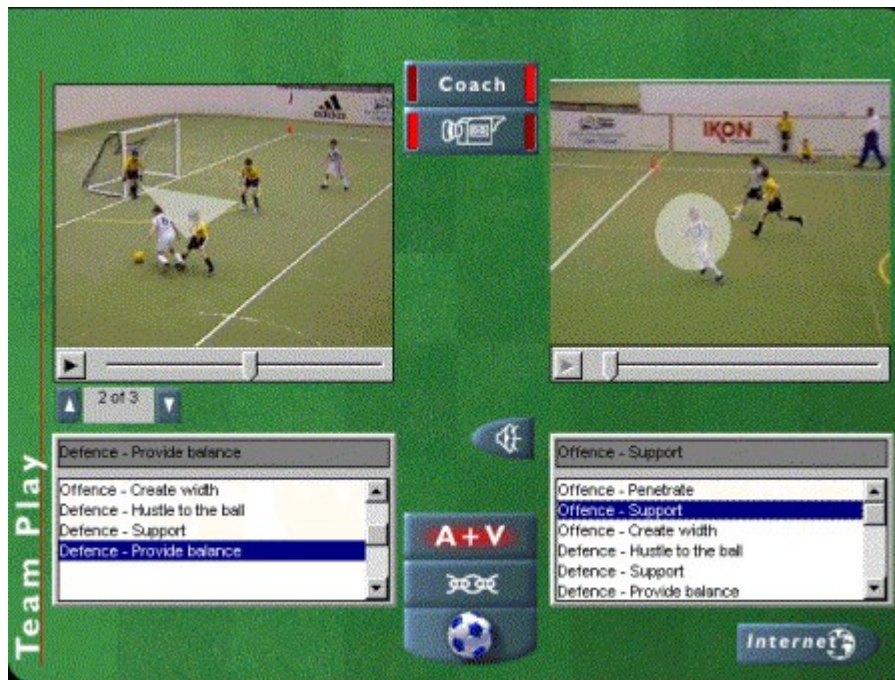 Coach
adidas
IKON
2 of 3
Defence - Provide balance
Offence - Create width
Defence - Hustle to the ball
Defence - Support
Defence - Provide balance
Offence - Support
Offence - Penetrate
Offence - Support
Offence - Create width
Defence - Hustle to the ball
Defence - Support
Defence - Provide balance
A+V
Internet
Team Play